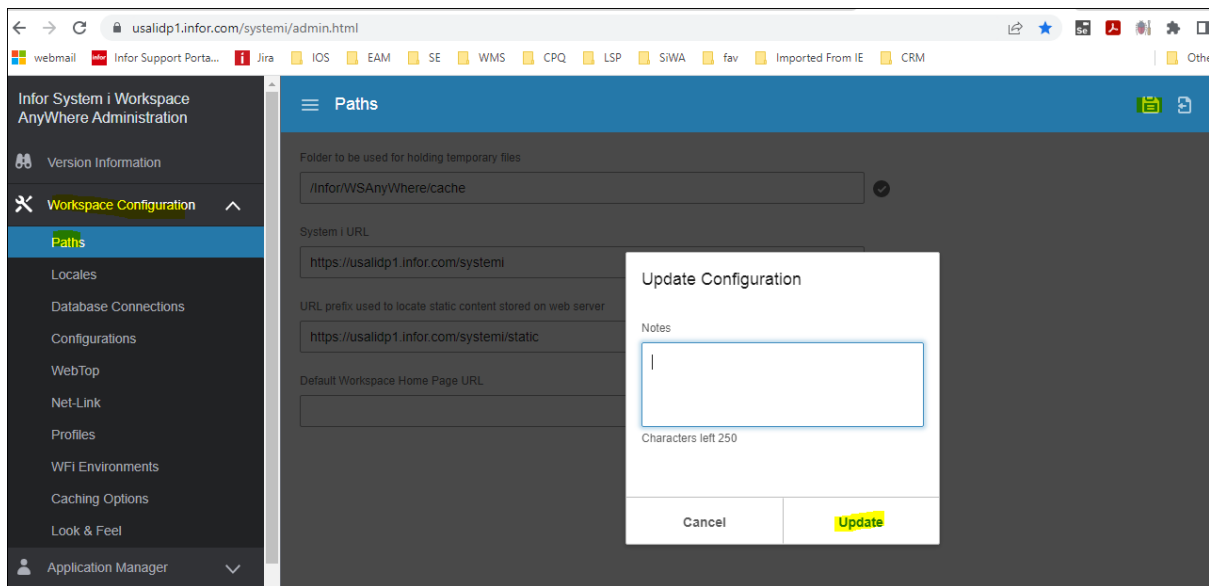 usalidp1.infor.com/systemi/admin.html
Se
webmail infor Infor Support Porta... Jira IOS EAM SE WMS CPQ LSP SiWA fav Imported From IE CRM Othe
Infor System i Workspace
AnyWhere Administration
Paths
Version Information
Folder to be used for holding temporary files
/Infor/WSAnyWhere/cache
Workspace Configuration
Paths
System i URL
https://usalidp1.infor.com/systemi
Locales
Database Connections
URL prefix used to locate static content stored on web server
https://usalidp1.infor.com/systemi/static
Configurations
WebTop
Default Workspace Home Page URL
Net-Link
Profiles
WFi Environments
Caching Options
Look & Feel
Application Manager
Update Configuration
Notes
Characters left 250
Cancel Update